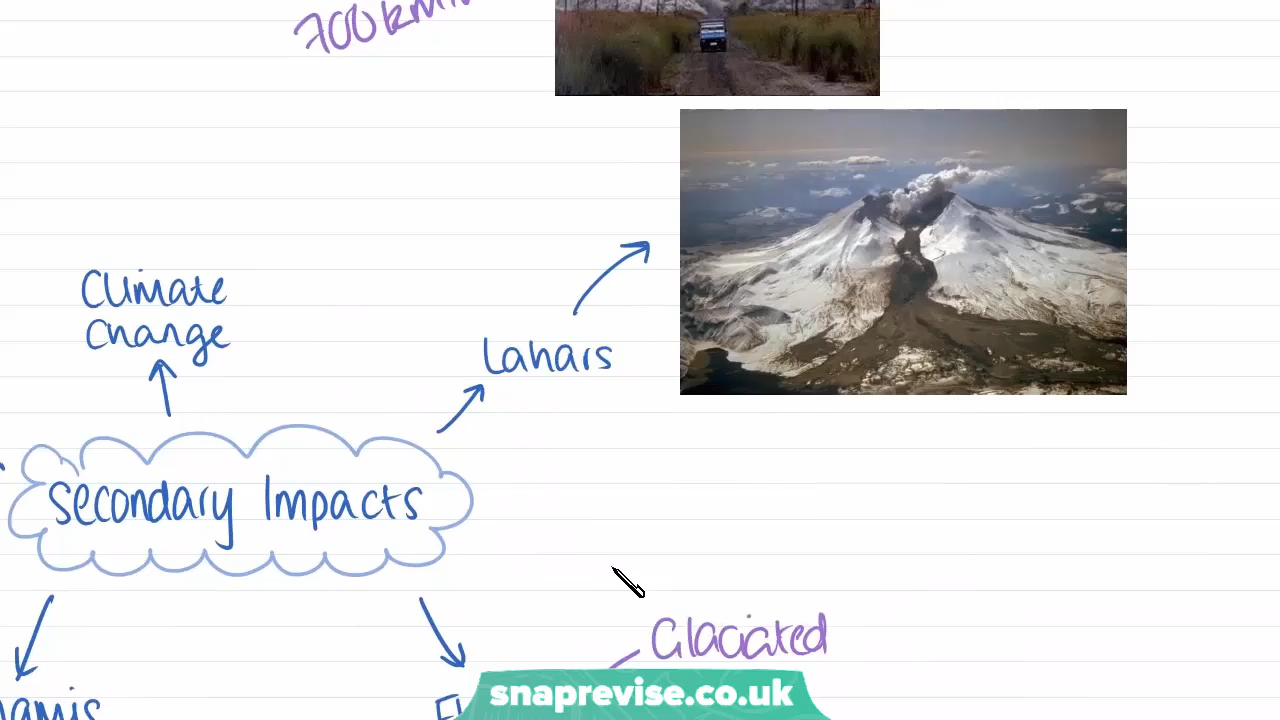 Climate
Change
Lahars
Secondary Impacts
Glaciated
snaprevise.co.uk